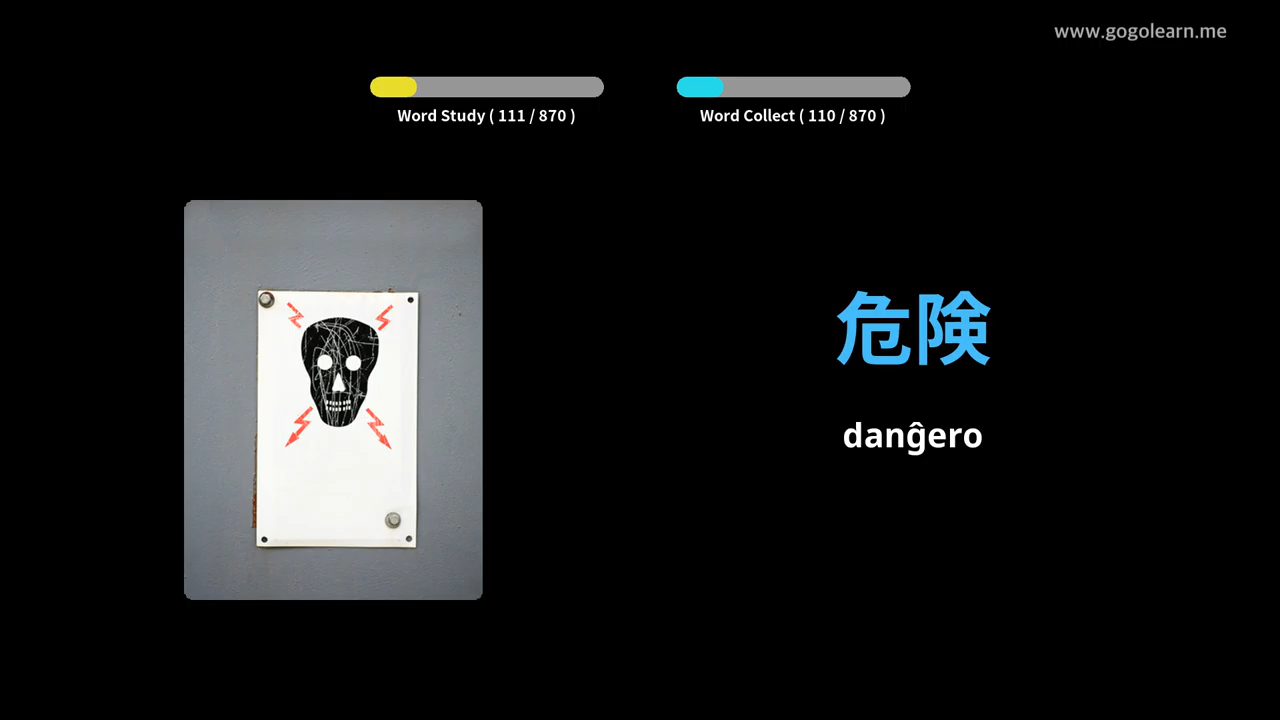 www.gogolearn.me
Word Study ( 111 / 870 )
Word Collect ( 110 / 870 )
危険
danĝero